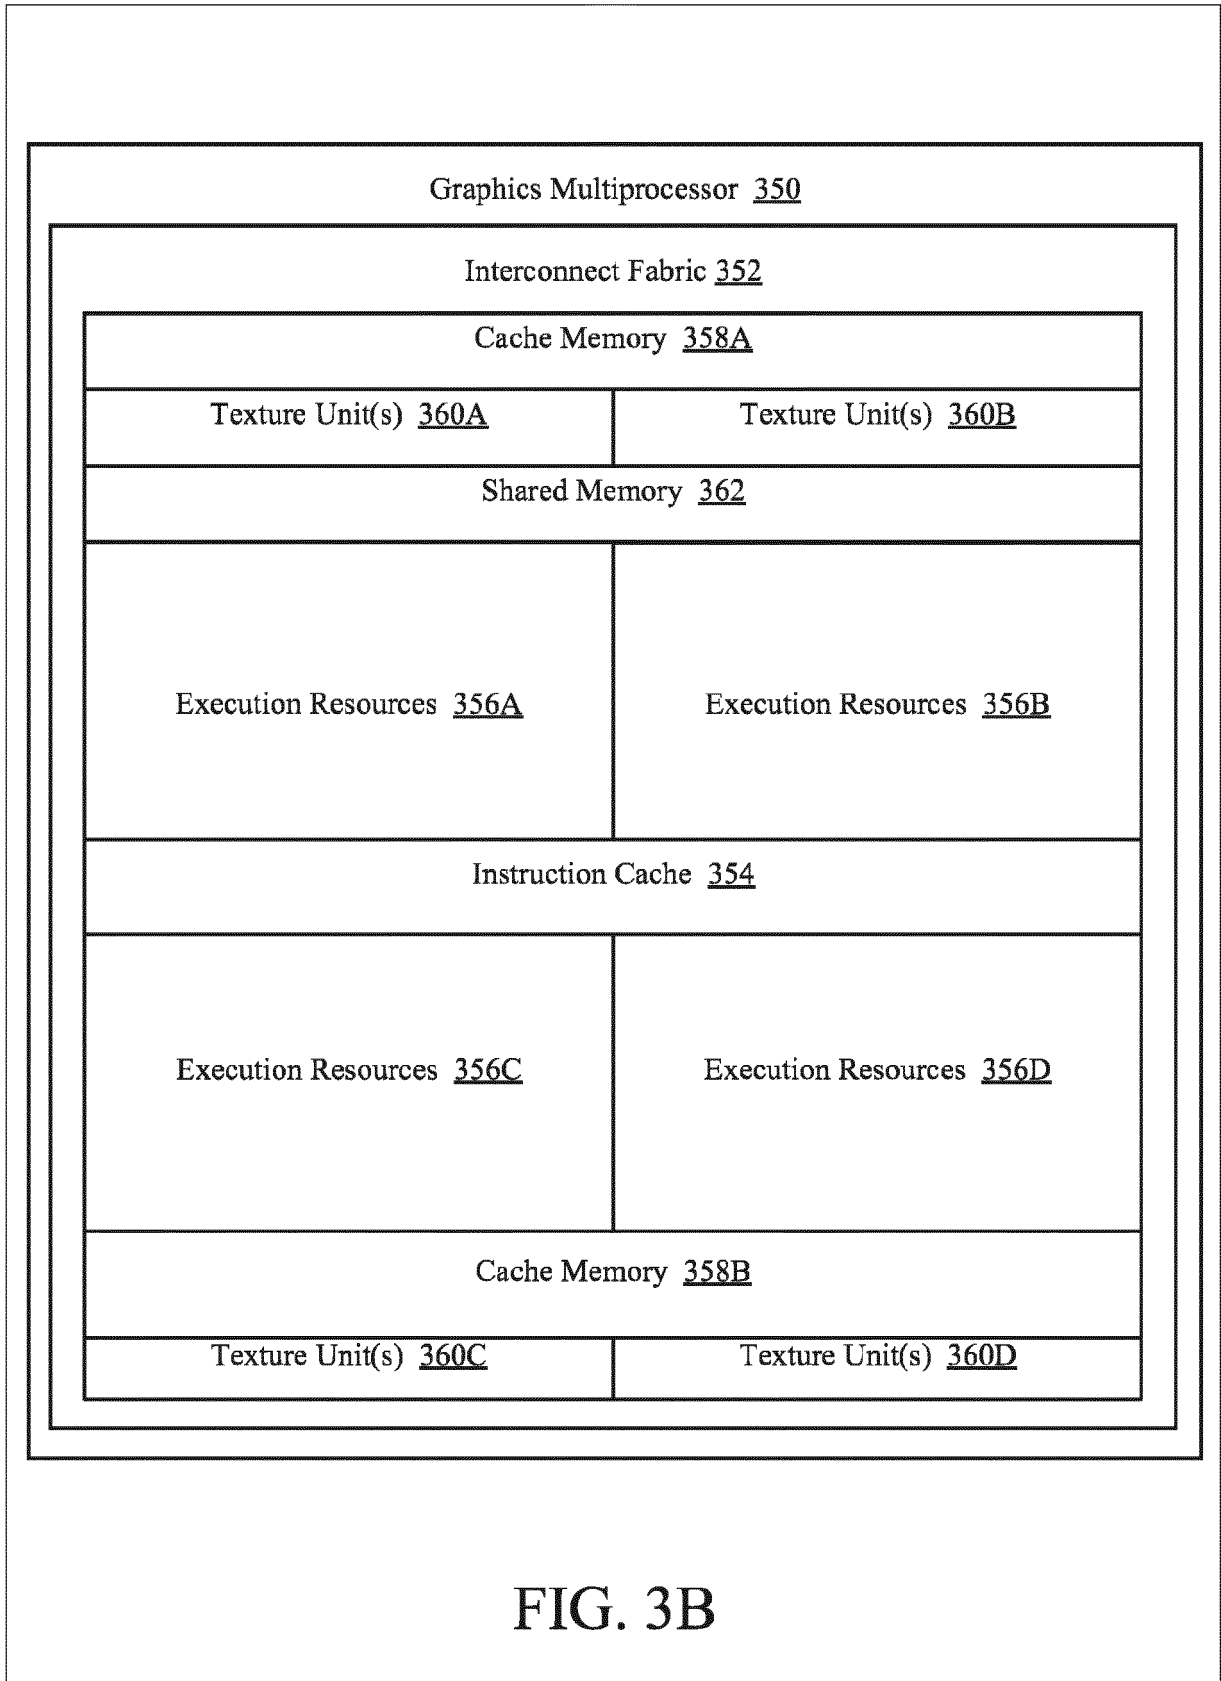 Graphics Multiprocessor 350
Interconnect Fabric 352
Cache Memory 358A
Texture Unit(s) 360A Texture Unit(s) 360B
Shared Memory 362
Execution Resources 356A Execution Resources 356B
Instruction Cache 354
Execution Resources 356C Execution Resources 356D
Cache Memory 358B
Texture Unit(s) 360C Texture Unit(s) 360D
FIG. 3B